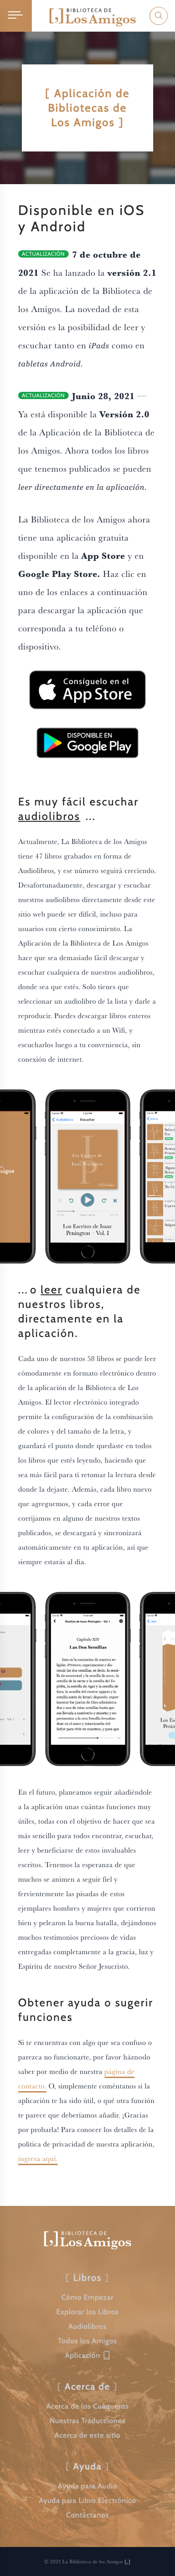 BIBLIOTECA DE
[.] Los Amigos
[ Aplicación de
Bibliotecas de
Los Amigos ]
Disponible en iOS
y Android
ACTUALIZACIÓN 7 de octubre de
2021 Se ha lanzado la versión 2.1
de la aplicación de la Biblioteca de
los Amigos. La novedad de esta
versión es la posibilidad de leer y
escuchar tanto en iPads como en
tabletas Android.
ACTUALIZACIÓN Junio 28, 2021 —
Ya está disponible la Versión 2.0
de la Aplicación de la Biblioteca de
los Amigos. Ahora todos los libros
que tenemos publicados se pueden
leer directamente en la aplicación.
La Biblioteca de los Amigos ahora
tiene una aplicación gratuita
disponible en la App Store y en
Google Play Store. Haz clic en
uno de los enlaces a continuación
para descargar la aplicación que
corresponda a tu teléfono o
dispositivo.
Consíguelo en el
App Store
DISPONIBLE EN
Google Play
Es muy fácil escuchar
audiolibros ...
Actualmente, La Biblioteca de los Amigos
tiene 47 libros grabados en forma de
Audiolibros, y ese número seguirá creciendo.
Desafortunadamente, descargar y escuchar
nuestros audiolibros directamente desde este
sitio web puede ser difícil, incluso para
usuarios con cierto conocimiento. La
Aplicación de la Biblioteca de Los Amigos
hace que sea demasiado fácil descargar y
escuchar cualquiera de nuestros audiolibros,
donde sea que estés. Solo tienes que
seleccionar un audiolibro de la lista y darle a
reproducir. Puedes descargar libros enteros
mientras estés conectado a un Wifi, y
escucharlos luego a tu conveniencia, sin
conexión de internet.
Los Escritos de Isaac
Penington – Vol. I
... o leer cualquiera de
nuestros libros,
directamente en la
aplicación.
Cada uno de nuestros 58 libros se puede leer
cómodamente en formato electrónico dentro
de la aplicación de la Biblioteca de Los
Amigos. El lector electrónico integrado
permite la configuración de la combinación
de colores y del tamaño de la letra, y
guardará el punto donde quedaste en todos
los libros que estés leyendo, haciendo que
sea más fácil para ti retomar la lectura desde
donde la dejaste. Además, cada libro nuevo
que agreguemos, y cada error que
corrijamos en alguno de nuestros textos
publicados, se descargará y sincronizará
automáticamente en tu aplicación, así que
siempre estarás al día.
Capítulo XIV
Las Dos Semillas
En el futuro, planeamos seguir añadiéndole
a la aplicación unas cuántas funciones muy
útiles, todas con el objetivo de hacer que sea
más sencillo para todos encontrar, escuchar,
leer y beneficiarse de estos invaluables
escritos. Tenemos la esperanza de que
muchos se animen a seguir fiel y
fervientemente las pisadas de estos
ejemplares hombres y mujeres que corrieron
bien y pelearon la buena batalla, dejándonos
muchos testimonios preciosos de vidas
entregadas completamente a la gracia, luz y
Espíritu de nuestro Señor Jesucristo.
Obtener ayuda o sugerir
funciones
Si te encuentras con algo que sea confuso o
parezca no funcionarte, por favor háznoslo
saber por medio de nuestra página de
contacto. O, simplemente coméntanos si la
aplicación te ha sido útil, o qué otra función
te parece que deberíamos añadir. ¡Gracias
por probarla! Para conocer los detalles de la
política de privacidad de nuestra aplicación,
ingresa aquí.
BIBLIOTECA DE
[.] Los Amigos
[ Libros ]
Cómo Empezar
Explorar los Libros
Audiolibros
Todos los Amigos
Aplicación
[ Acerca de ]
Acerca de los Cuáqueros
Nuestras Traducciones
Acerca de este sitio
[ Ayuda ]
Ayuda para Audio
Ayuda para Libro Electrónico
Contáctanos
© 2023 La Biblioteca de los Amigos [.]